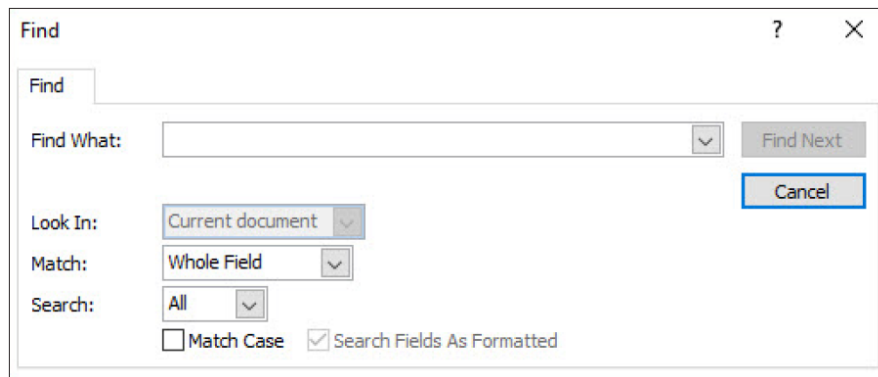 Find
?
Find
Find What:
Find Next
Cancel
Look In: Current document
Match: Whole Field
Search: All
Match Case Search Fields As Formatted